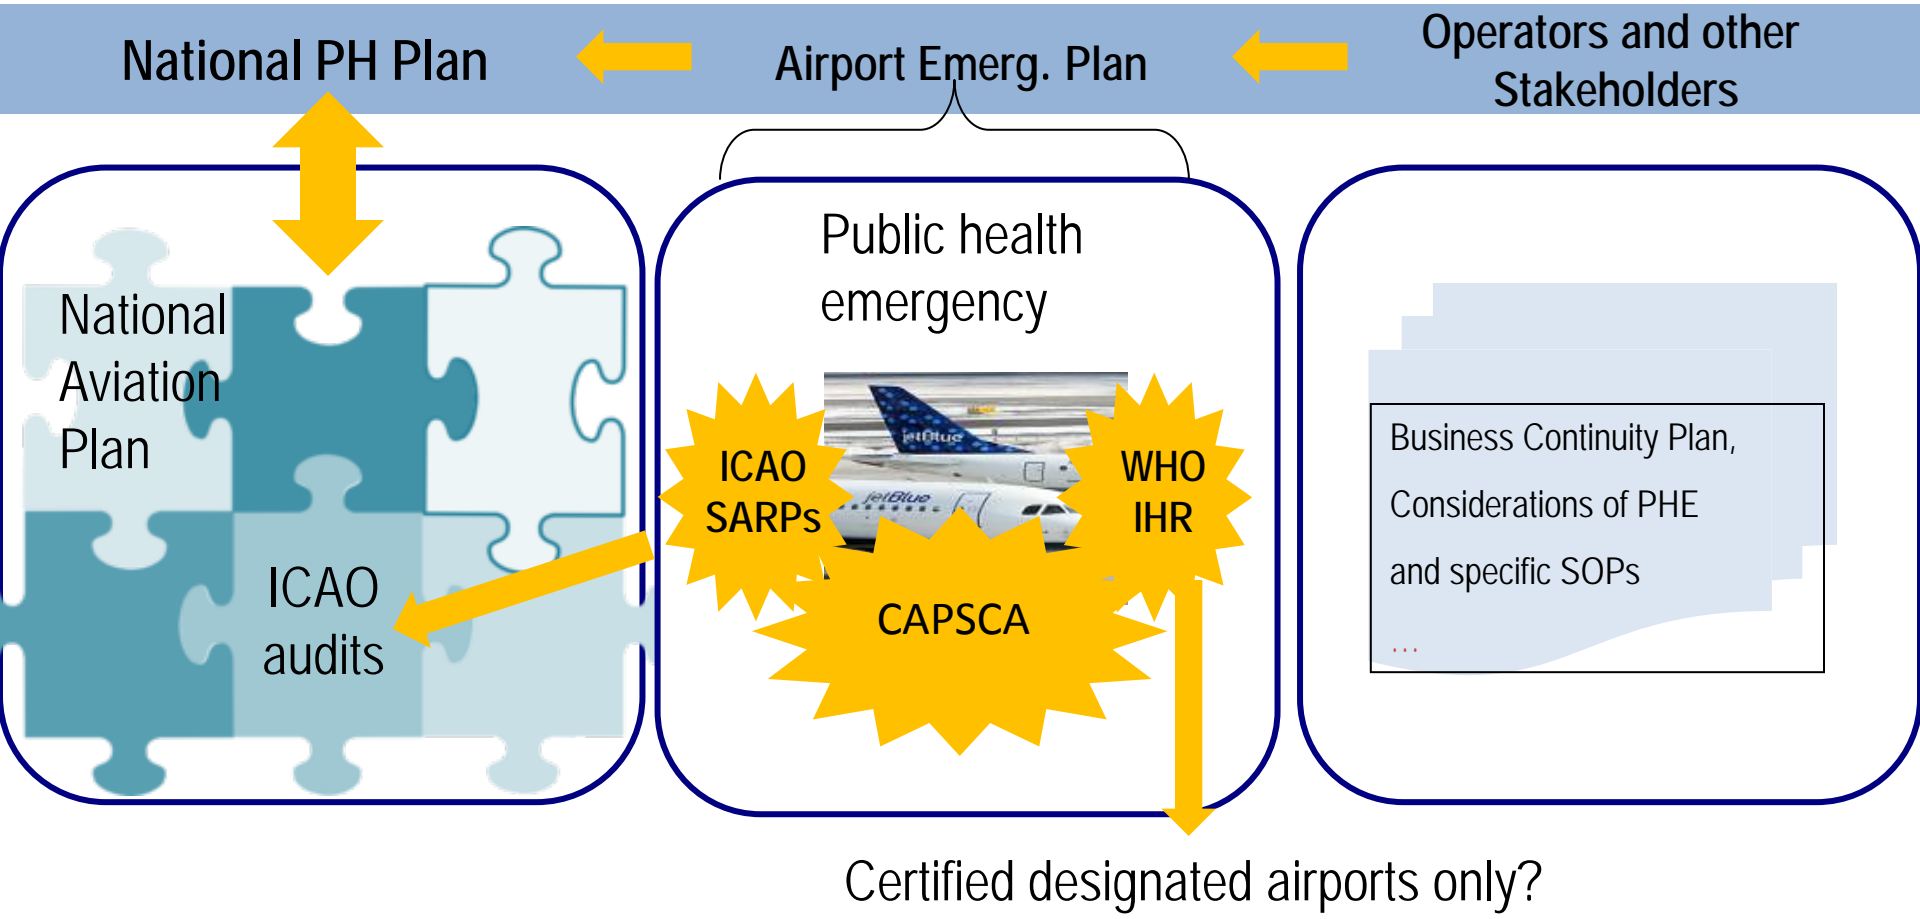 National PH Plan
Airport Emerg. Plan
Operators and other
Stakeholders
National
Aviation
Plan
ICAO
audits
Public health
emergency
jetBlue
jetBlue
ICAO
SARPs
WHO
IHR
CAPSCA
Business Continuity Plan,
Considerations of PHE
and specific SOPs
...
Certified designated airports only?